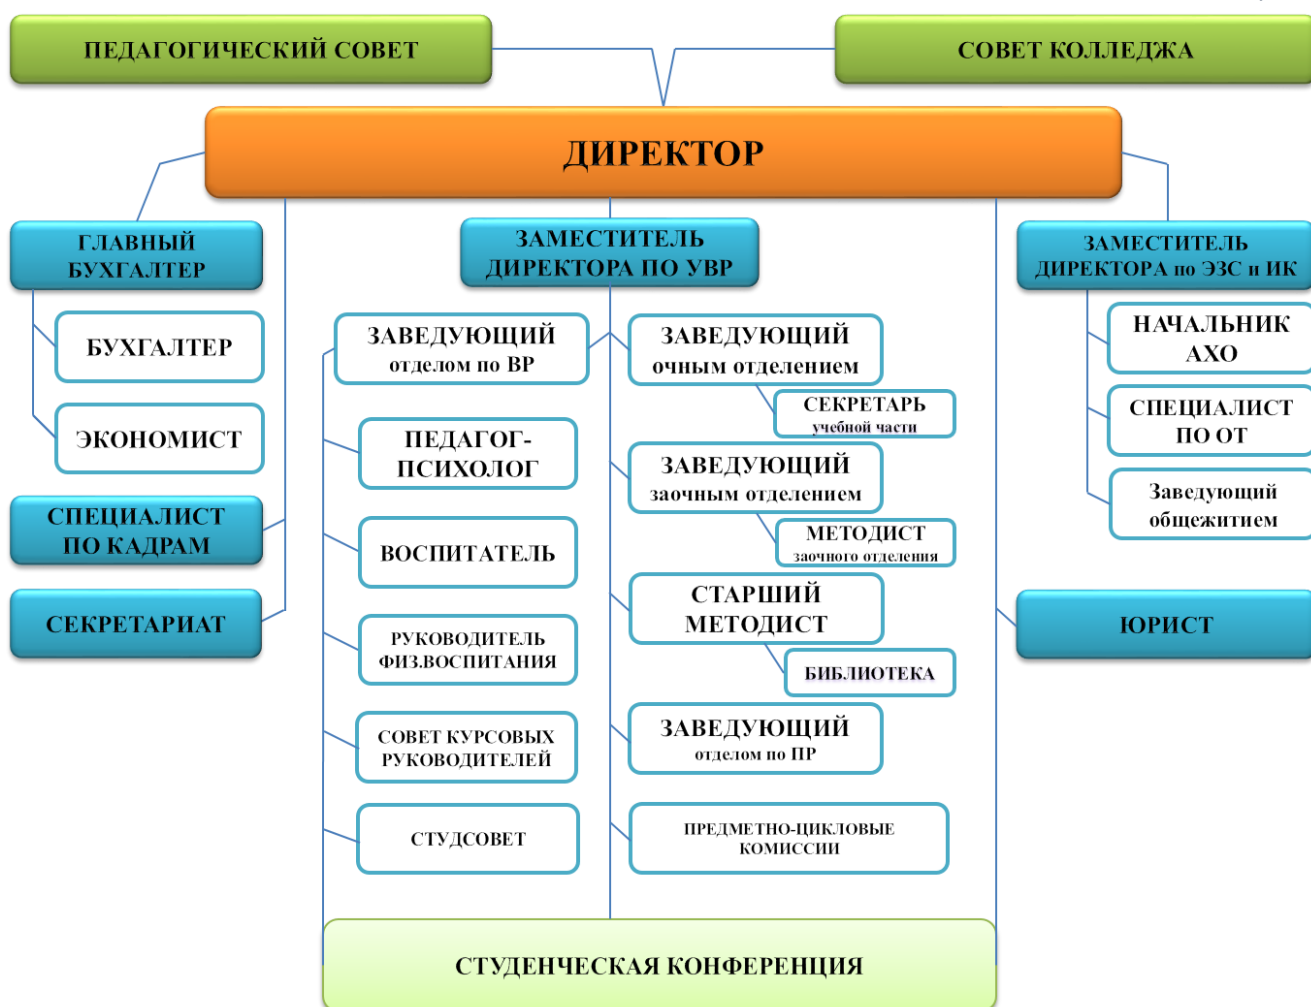 ПЕДАГОГИЧЕСКИЙ СОВЕТ
СОВЕТ КОЛЛЕДЖА
ДИРЕКТОР
ГЛАВНЫЙ
БУХГАЛТЕР
БУХГАЛТЕР
ЭКОНОМИСТ
СПЕЦИАЛИСТ
ПО КАДРАМ
СЕКРЕТАРИАТ
ЗАМЕСТИТЕЛЬ
ДИРЕКТОРА ПО УВР
ЗАВЕДУЮЩИЙ
отделом по ВР
ПЕДАГОГ-
ПСИХОЛОГ
ВОСПИТАТЕЛЬ
РУКОВОДИТЕЛЬ
ФИЗ.ВОСПИТАНИЯ
СОВЕТ КУРСОВЫХ
РУКОВОДИТЕЛЕЙ
СТУДСОВЕТ
ЗАВЕДУЮЩИЙ
очным отделением
СЕКРЕТАРЬ
учебной части
ЗАВЕДУЮЩИЙ
заочным отделением
МЕТОДИСТ
заочного отделения
СТАРШИЙ
МЕТОДИСТ
БИБЛИОТЕКА
ЗАВЕДУЮЩИЙ
отделом по ПР
ПРЕДМЕТНО-ЦИКЛОВЫЕ
КОМИССИИ
ЗАМЕСТИТЕЛЬ
ДИРЕКТОРА по ЭЗС и ИК
НАЧАЛЬНИК
АХО
СПЕЦИАЛИСТ
ПО ОТ
Заведующий
общежитием
ЮРИСТ
СТУДЕНЧЕСКАЯ КОНФЕРЕНЦИЯ